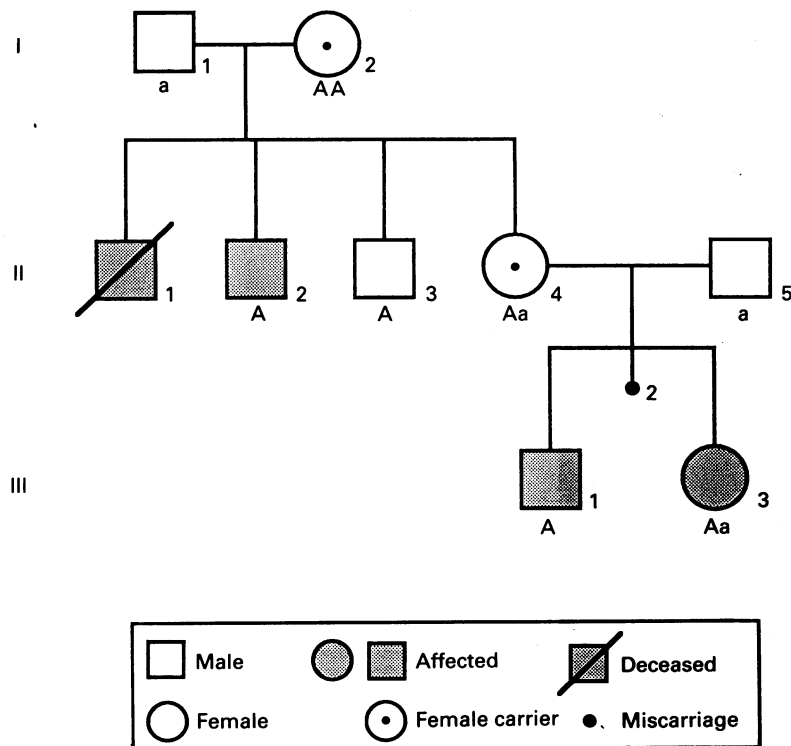 I
1
2
a
AA
II
1
2
3
4
5
A
A
Aa
a
2
III
1
3
A
Aa
Male
Affected
Deceased
Female
Female carrier
Miscarriage